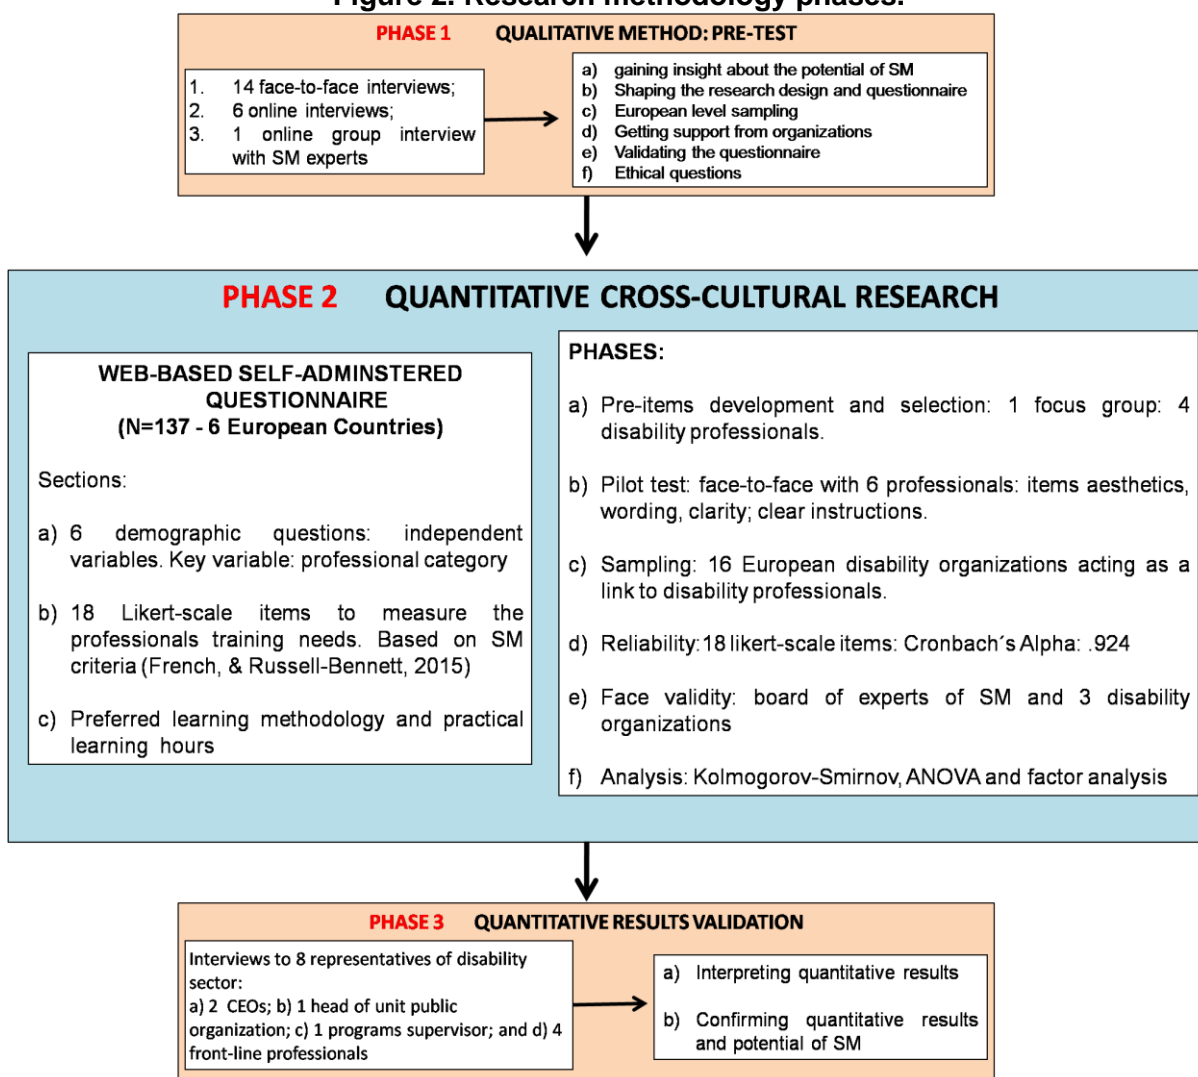 Figure 2. Research methodology phases.
PHASE 1 QUALITATIVE METHOD: PRE-TEST
1. 14 face-to-face interviews;
2. 6 online interviews;
3. 1 online group interview
with SM experts
a) gaining insight about the potential of SM
b) Shaping the research design and questionnaire
c) European level sampling
d) Getting support from organizations
e) Validating the questionnaire
f) Ethical questions
PHASE 2 QUANTITATIVE CROSS-CULTURAL RESEARCH
WEB-BASED SELF-ADMINSTERED
QUESTIONNAIRE
(N=137 - 6 European Countries)
Sections:
a) 6 demographic questions: independent
variables. Key variable: professional category
b) 18 Likert-scale items to measure the
professionals training needs. Based on SM
criteria (French, & Russell-Bennett, 2015)
c) Preferred learning methodology and practical
learning hours
PHASES:
a) Pre-items development and selection: 1 focus group: 4
disability professionals.
b) Pilot test: face-to-face with 6 professionals: items aesthetics,
wording, clarity; clear instructions.
c) Sampling: 16 European disability organizations acting as a
link to disability professionals.
d) Reliability: 18 likert-scale items: Cronbach´s Alpha: .924
e) Face validity: board of experts of SM and 3 disability
organizations
f) Analysis: Kolmogorov-Smirnov, ANOVA and factor analysis
PHASE 3 QUANTITATIVE RESULTS VALIDATION
Interviews to 8 representatives of disability
sector:
a) 2 CEOs; b) 1 head of unit public
organization; c) 1 programs supervisor; and d) 4
front-line professionals
a) Interpreting quantitative results
b) Confirming quantitative results
and potential of SM